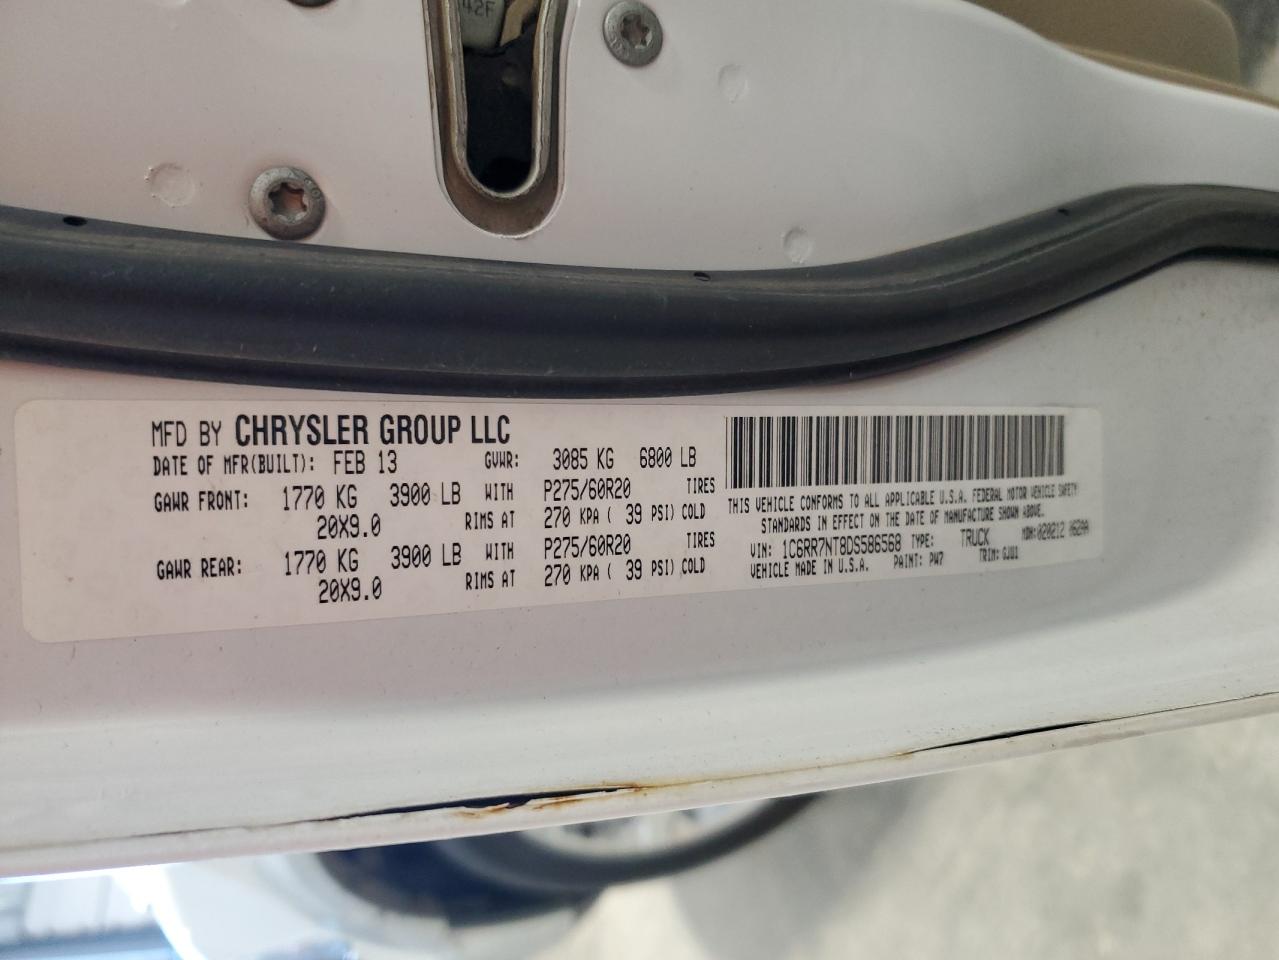 42F
MFD BY CHRYSLER GROUP LLC
DATE OF MFR(BUILT): FEB 13 GVWR: 3085 KG 6800 LB
GAWR FRONT: 1770 KG 3900 LB WITH P275/60R20 TIRES
20X9.0 RIMS AT 270 KPA ( 39 PSI) COLD
GAWR REAR: 1770 KG 3900 LB WITH P275/60R20 TIRES
20X9.0 RIMS AT 270 KPA ( 39 PSI) COLD
THIS VEHICLE CONFORMS TO ALL APPLICABLE U.S.A. FEDERAL MOTOR VEHICLE SAFETY
STANDARDS IN EFFECT ON THE DATE OF MANUFACTURE SHOWN ABOVE.
VIN: 1C6RR7NT8DS586568 TYPE: TRUCK MDH:020212
VEHICLE MADE IN U.S.A. PAINT: PW7 TRIM: